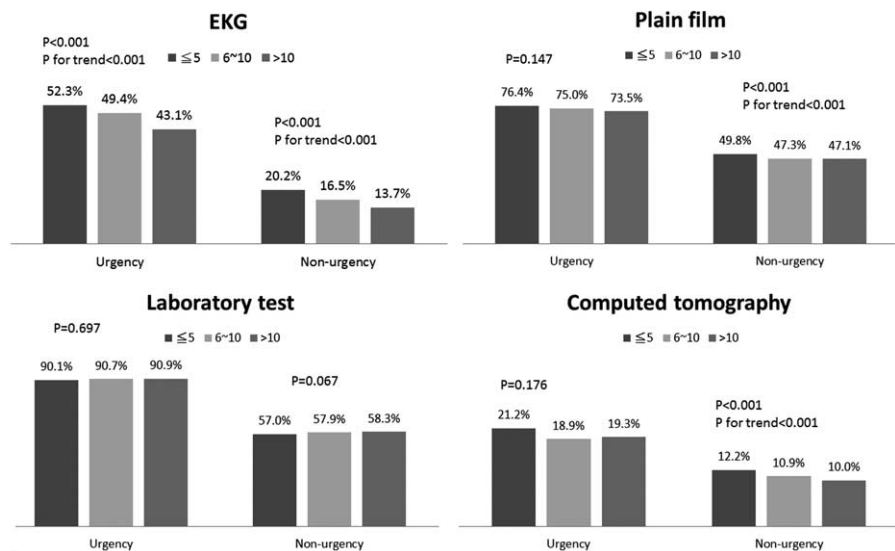 EKG
P<0.001
P for trend<0.001
≦5 6~10 >10
52.3% 49.4% 43.1%
P<0.001
P for trend<0.001
20.2% 16.5% 13.7%
Urgency Non-urgency
Plain film
≦5 6~10 >10
P=0.147
76.4% 75.0% 73.5%
P<0.001
P for trend<0.001
49.8% 47.3% 47.1%
Urgency Non-urgency
Laboratory test
P=0.697
≦5 6~10 >10
90.1% 90.7% 90.9%
P=0.067
57.0% 57.9% 58.3%
Urgency Non-urgency
Computed tomography
≦5 6~10 >10
P=0.176
21.2% 18.9% 19.3%
P<0.001
P for trend<0.001
12.2% 10.9% 10.0%
Urgency Non-urgency